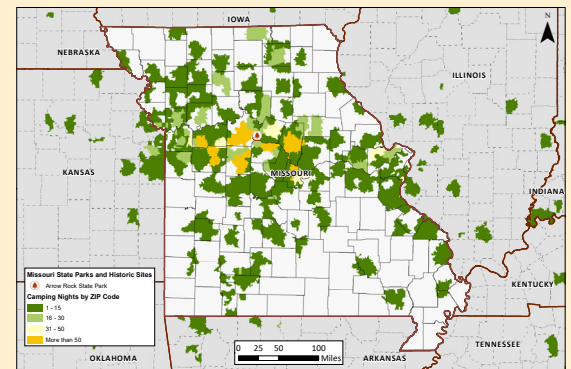 IOWA
N
NEBRASKA
ILLINOIS
KANSAS
MISSOURI
INDIANA
Missouri State Parks and Historic Sites
Arrow Rock State Park
Camping Nights by ZIP Code
1 - 15
16 - 30
31 - 50
More than 50
KENTUCKY
0 25 50 100
Miles
OKLAHOMA
ARKANSAS
TENNESSEE